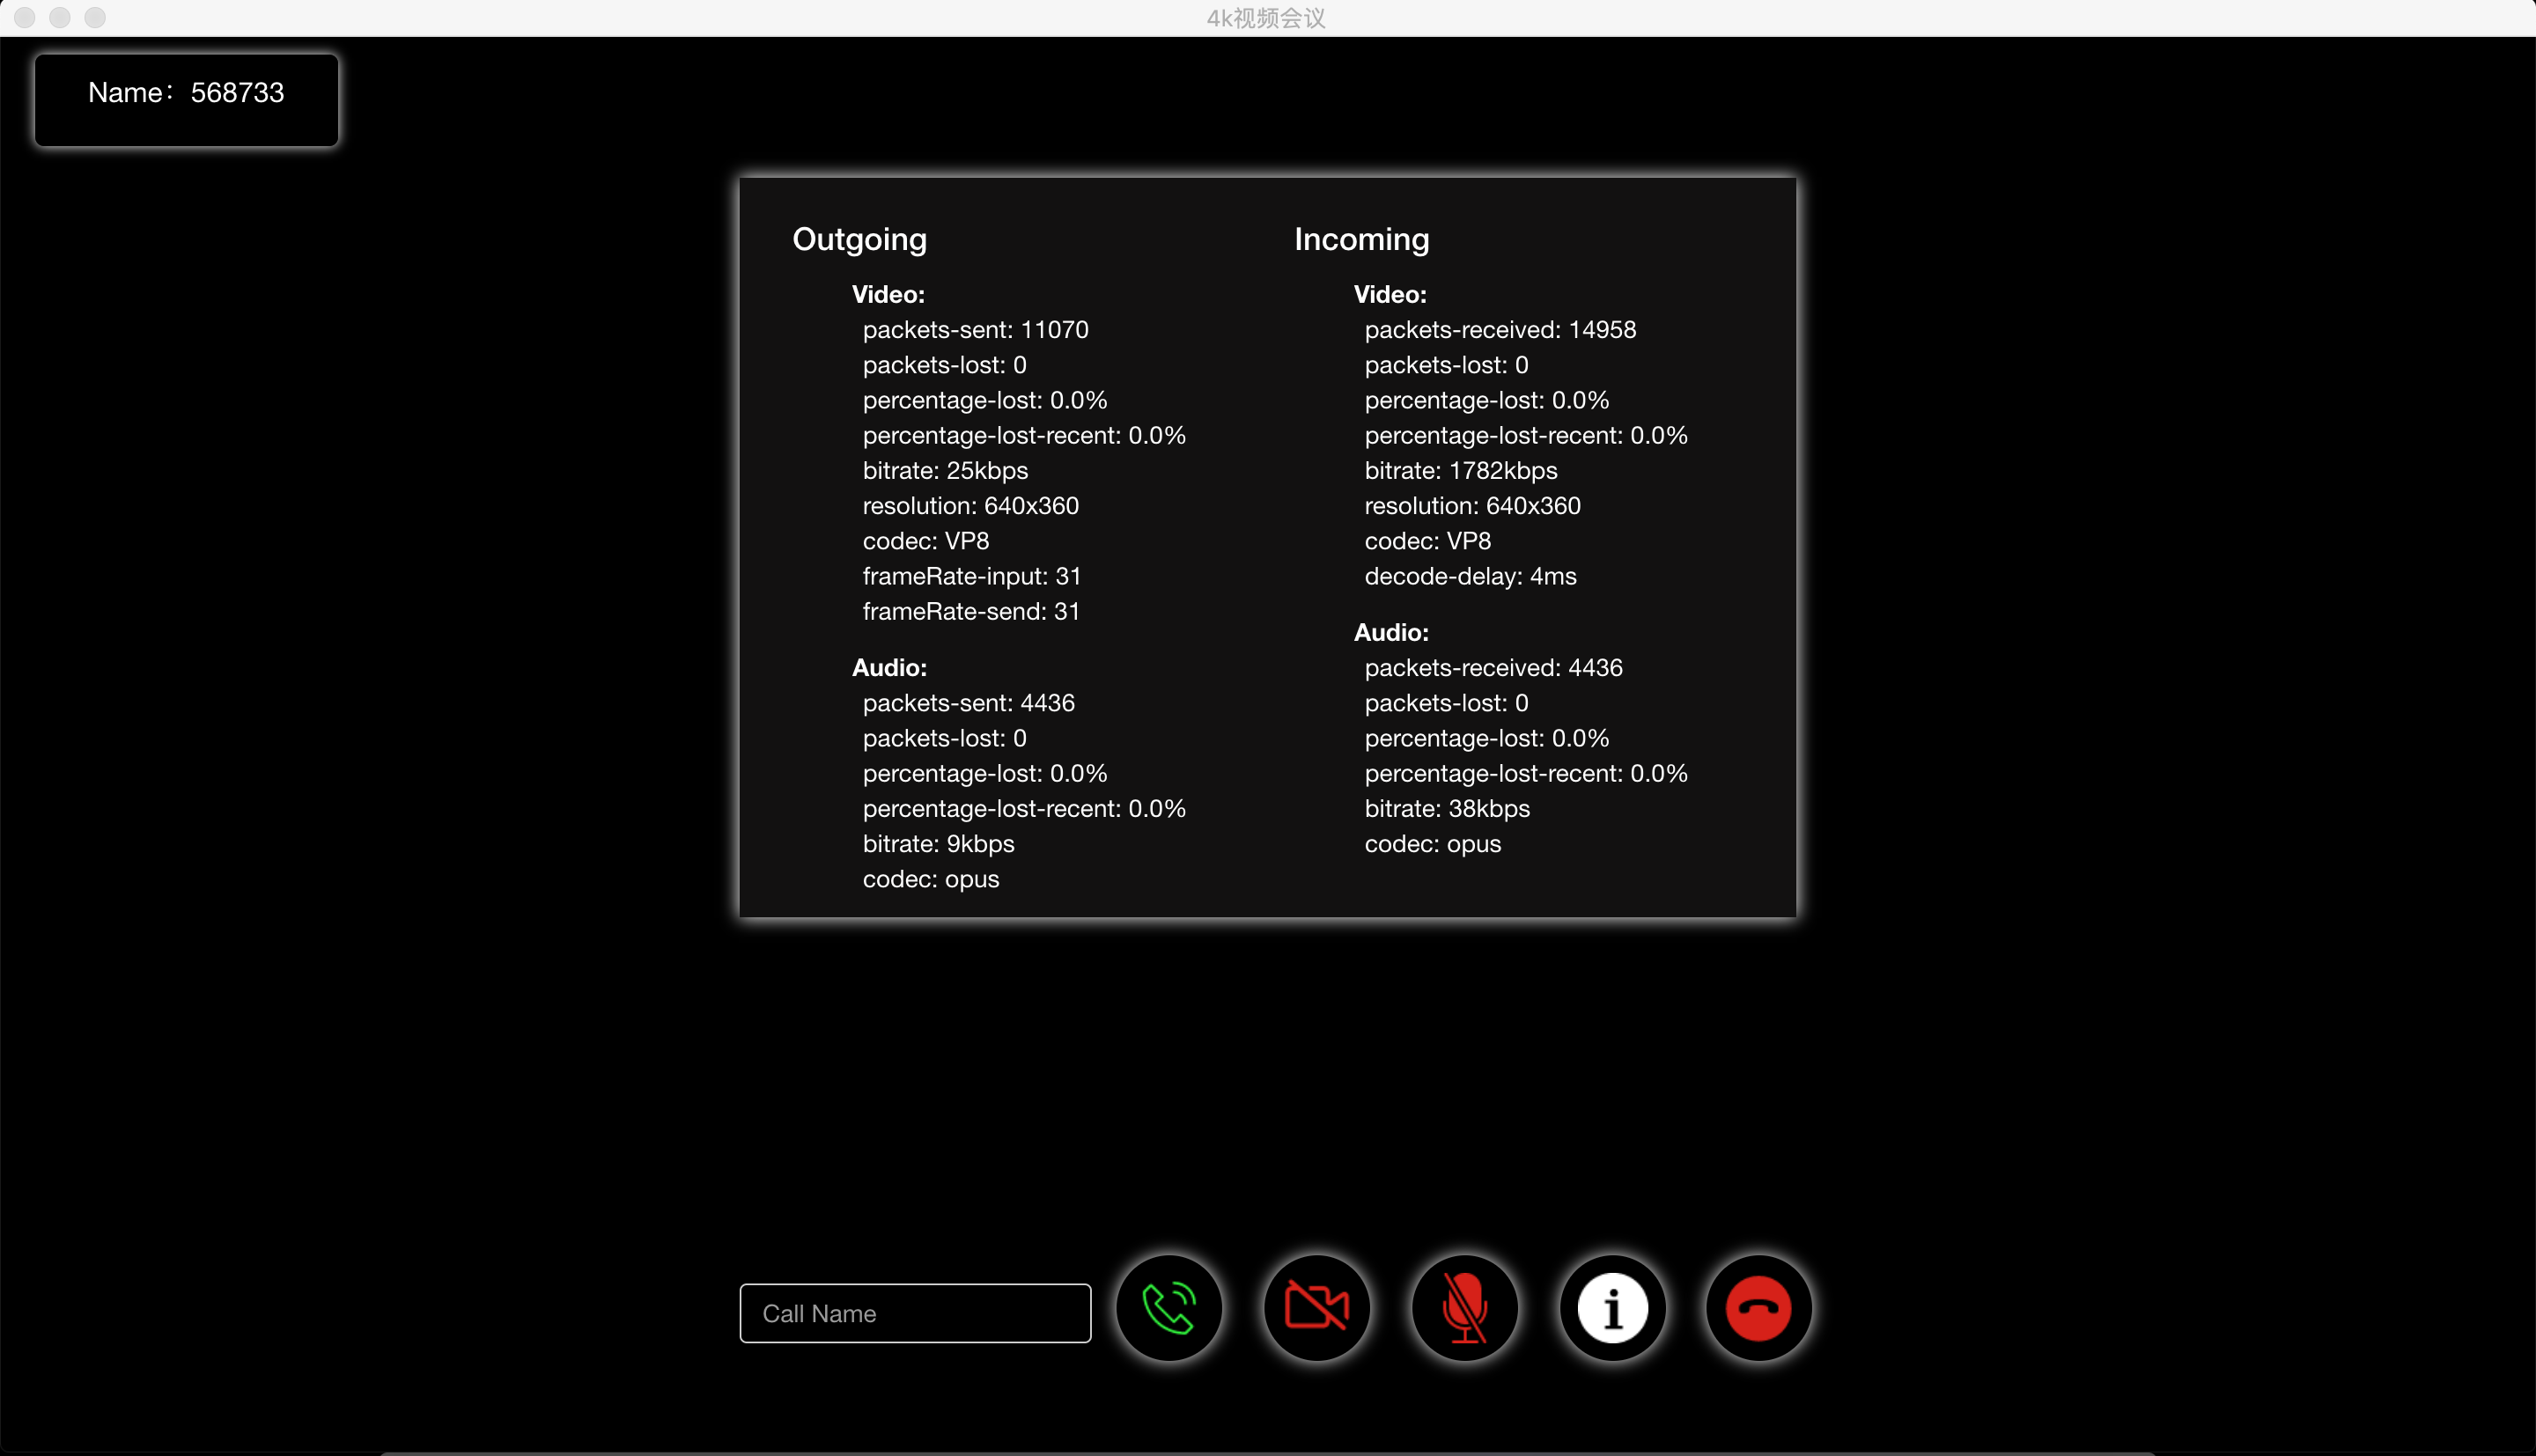 4k视频会议
Name：568733
Outgoing
Video:
packets-sent: 11070
packets-lost: 0
percentage-lost: 0.0%
percentage-lost-recent: 0.0%
bitrate: 25kbps
resolution: 640x360
codec: VP8
frameRate-input: 31
frameRate-send: 31
Audio:
packets-sent: 4436
packets-lost: 0
percentage-lost: 0.0%
percentage-lost-recent: 0.0%
bitrate: 9kbps
codec: opus
Incoming
Video:
packets-received: 14958
packets-lost: 0
percentage-lost: 0.0%
percentage-lost-recent: 0.0%
bitrate: 1782kbps
resolution: 640x360
codec: VP8
decode-delay: 4ms
Audio:
packets-received: 4436
packets-lost: 0
percentage-lost: 0.0%
percentage-lost-recent: 0.0%
bitrate: 38kbps
codec: opus
Call Name